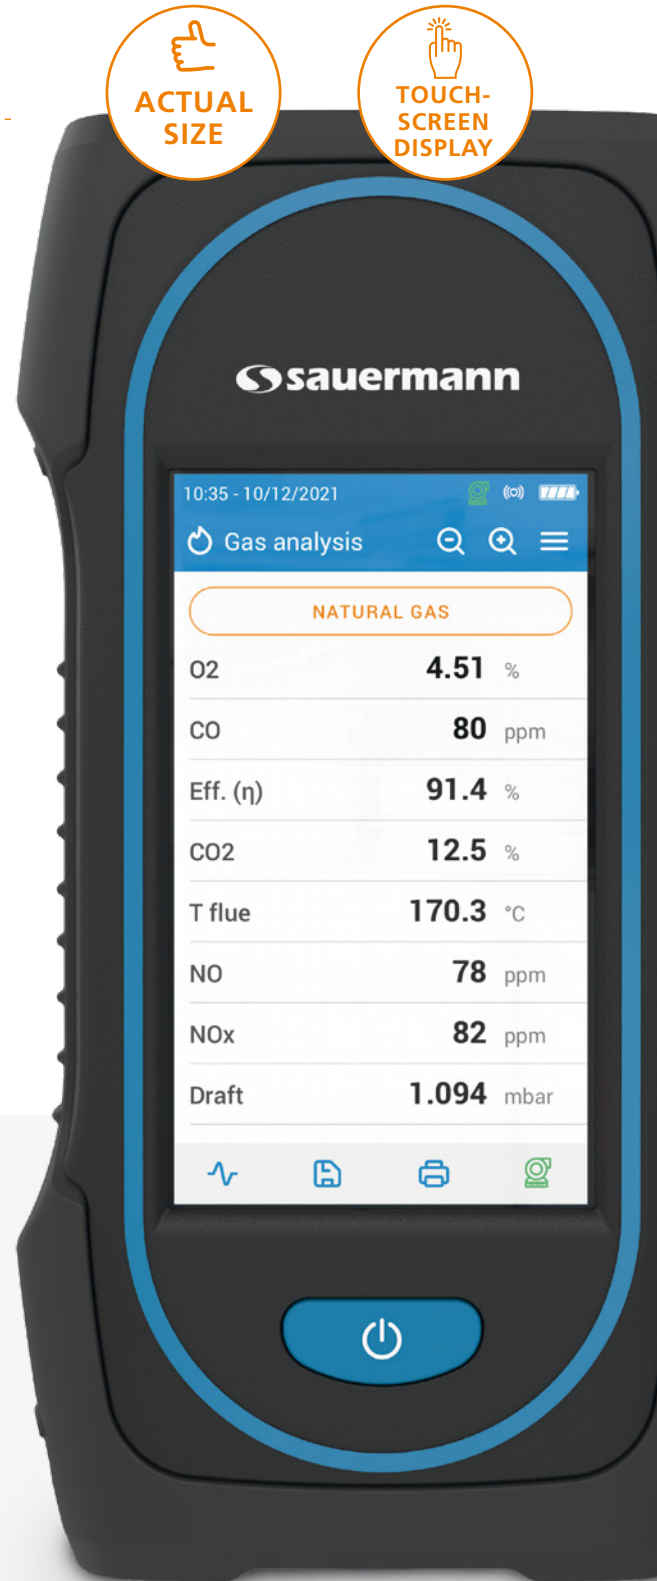 ACTUAL
SIZE
TOUCH-
SCREEN
DISPLAY
sauermann
10:35 - 10/12/2021
Gas analysis
NATURAL GAS
O2 4.51 %
CO 80 ppm
Eff. (η) 91.4 %
CO2 12.5 %
T flue 170.3 °C
NO 78 ppm
NOx 82 ppm
Draft 1.094 mbar